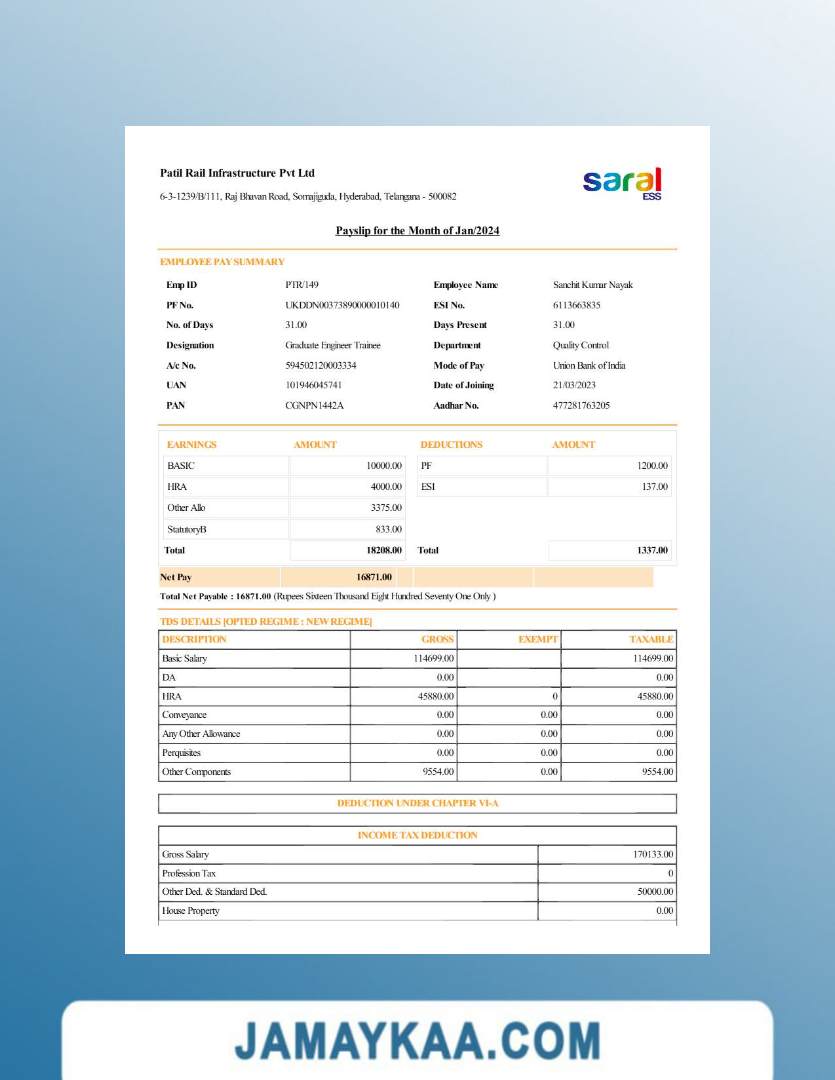 Patil Rail Infrastructure Pvt Ltd
saral
ESS
6-3-1239/B/111, Raj Bhavan Road, Somajiguda, Hyderabad, Telangana - 500082
Payslip for the Month of Jan/2024
EMPLOYEE PAY SUMMARY
Emp ID PTR/149 Employee Name Sanchit Kumar Nayak
PF No. UKDDN00373890000010140 ESI No. 6113663835
No. of Days 31.00 Days Present 31.00
Designation Graduate Engineer Trainee Department Quality Control
A/c No. 594502120003334 Mode of Pay Union Bank of India
UAN 101946045741 Date of Joining 21/03/2023
PAN CGNPN1442A Aadhar No. 477281763205
EARNINGS AMOUNT DEDUCTIONS AMOUNT
BASIC 10000.00 PF 1200.00
HRA 4000.00 ESI 137.00
Other Allo 3375.00
StatutoryB 833.00
Total 18208.00 Total 1337.00
Net Pay 16871.00
Total Net Payable : 16871.00 (Rupees Sixteen Thousand Eight Hundred Seventy One Only )
TDS DETAILS [OPTED REGIME : NEW REGIME]
DESCRIPTION GROSS EXEMPT TAXABLE
Basic Salary 114699.00 114699.00
DA 0.00 0.00
HRA 45880.00 0 45880.00
Conveyance 0.00 0.00 0.00
Any Other Allowance 0.00 0.00 0.00
Perquisites 0.00 0.00 0.00
Other Components 9554.00 0.00 9554.00
DEDUCTION UNDER CHAPTER VI-A
INCOME TAX DEDUCTION
Gross Salary 170133.00
Profession Tax 0
Other Ded. & Standard Ded. 50000.00
House Property 0.00
JAMAYKAA.COM